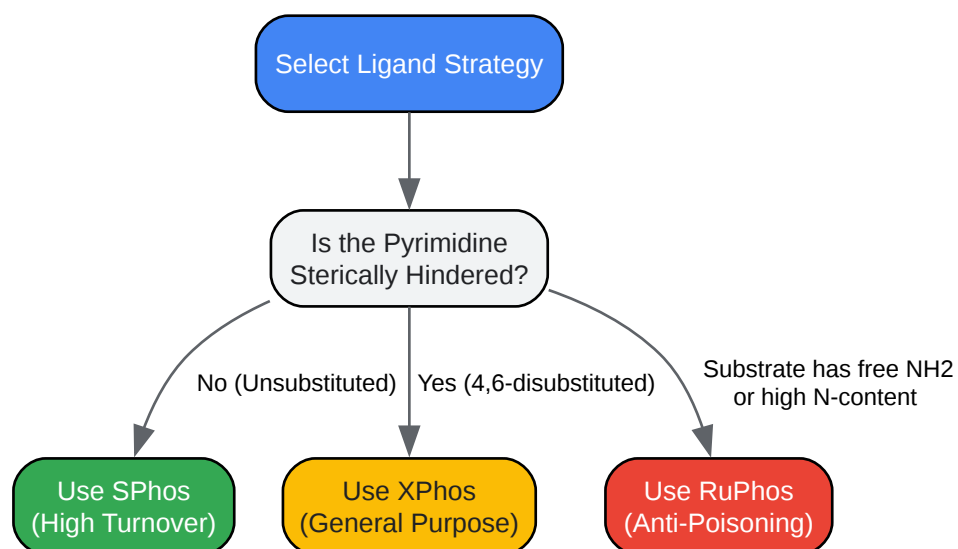 Select Ligand Strategy
Is the Pyrimidine
Sterically Hindered?
No (Unsubstituted)
Yes (4,6-disubstituted)
Substrate has free NH2
or high N-content
Use SPhos
(High Turnover)
Use XPhos
(General Purpose)
Use RuPhos
(Anti-Poisoning)